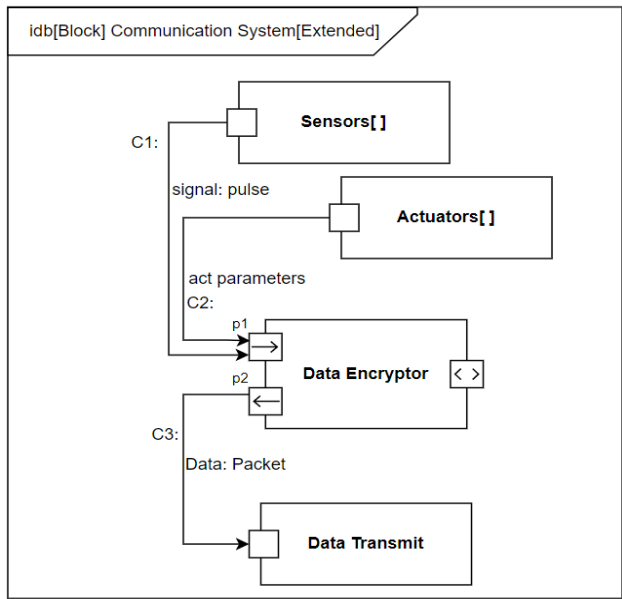 idb[Block] Communication System[Extended]
Sensors[ ]
C1:
signal: pulse
Actuators[ ]
act parameters
C2:
p1
Data Encryptor
< >
p2
C3:
Data: Packet
Data Transmit